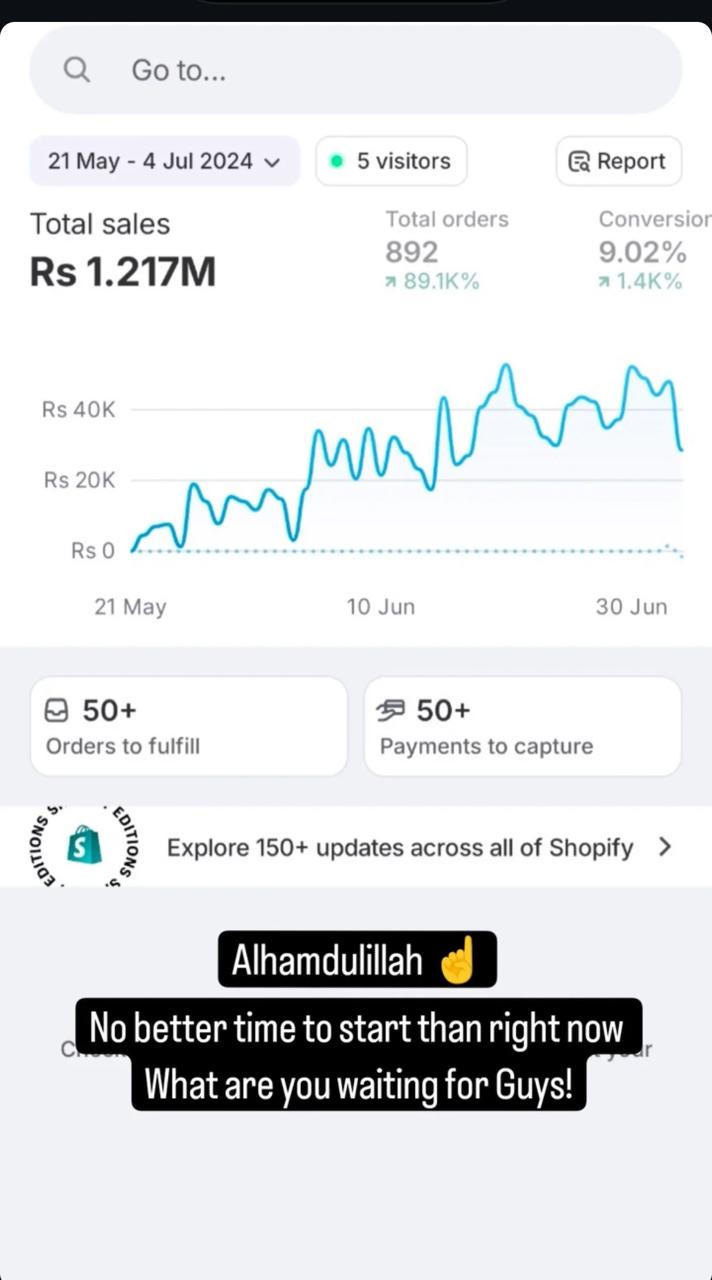 Go to...
21 May - 4 Jul 2024
5 visitors
Report
Total sales
Total orders
Conversion
Rs 1.217M
892
9.02%
89.1K%
1.4K%
Rs 40K
Rs 20K
Rs 0
21 May
10 Jun
30 Jun
50+
Orders to fulfill
50+
Payments to capture
EDITIONS
EDITIONS
Explore 150+ updates across all of Shopify
Alhamdulillah ☝️
No better time to start than right now
What are you waiting for Guys!